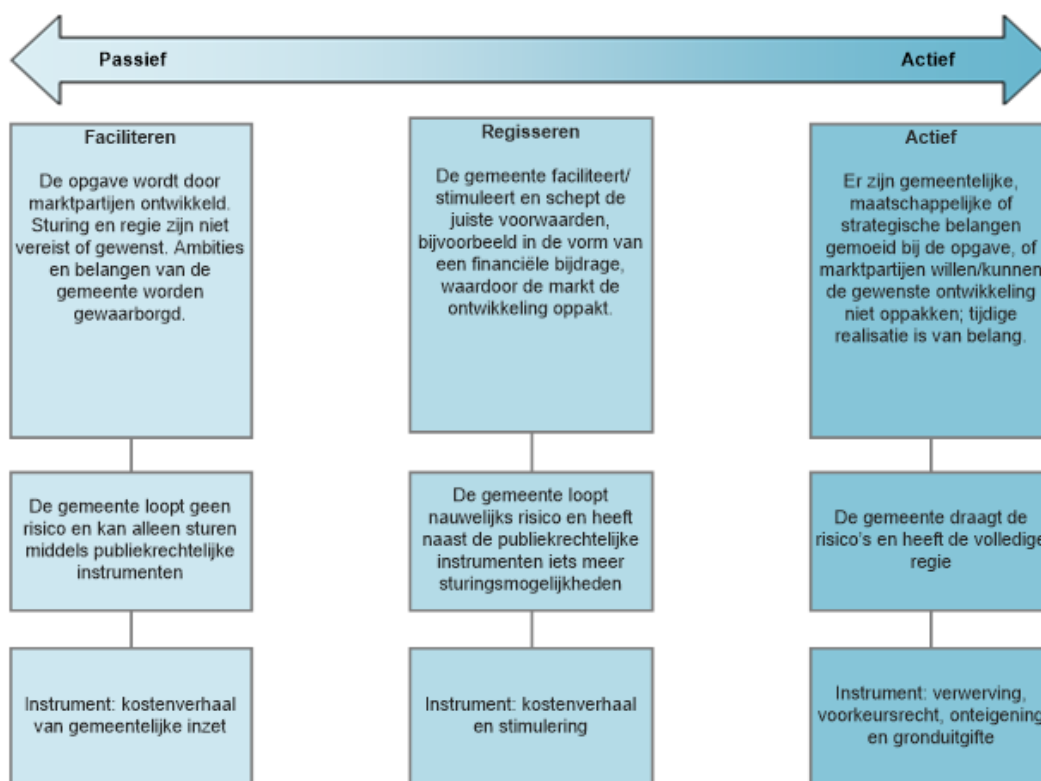 Passief
Actief
Faciliteren
De opgave wordt door
marktpartijen ontwikkeld.
Sturing en regie zijn niet
vereist of gewenst. Ambities
en belangen van de
gemeente worden
gewaarborgd.
De gemeente loopt geen
risico en kan alleen sturen
middels publiekrechtelijke
instrumenten
Instrument: kostenverhaal
van gemeentelijke inzet
Regisseren
De gemeente faciliteert/
stimuleert en schept de
juiste voorwaarden,
bijvoorbeeld in de vorm van
een financiële bijdrage,
waardoor de markt de
ontwikkeling oppakt.
De gemeente loopt
nauwelijks risico en heeft
naast de publiekrechtelijke
instrumenten iets meer
sturingsmogelijkheden
Instrument: kostenverhaal
en stimulering
Actief
Er zijn gemeentelijke,
maatschappelijke of
strategische belangen
gemoeid bij de opgave, of
marktpartijen willen/kunnen
de gewenste ontwikkeling
niet oppakken; tijdige
realisatie is van belang.
De gemeente draagt de
risico's en heeft de volledige
regie
Instrument: verwerving,
voorkeursrecht, onteigening
en gronduitgifte